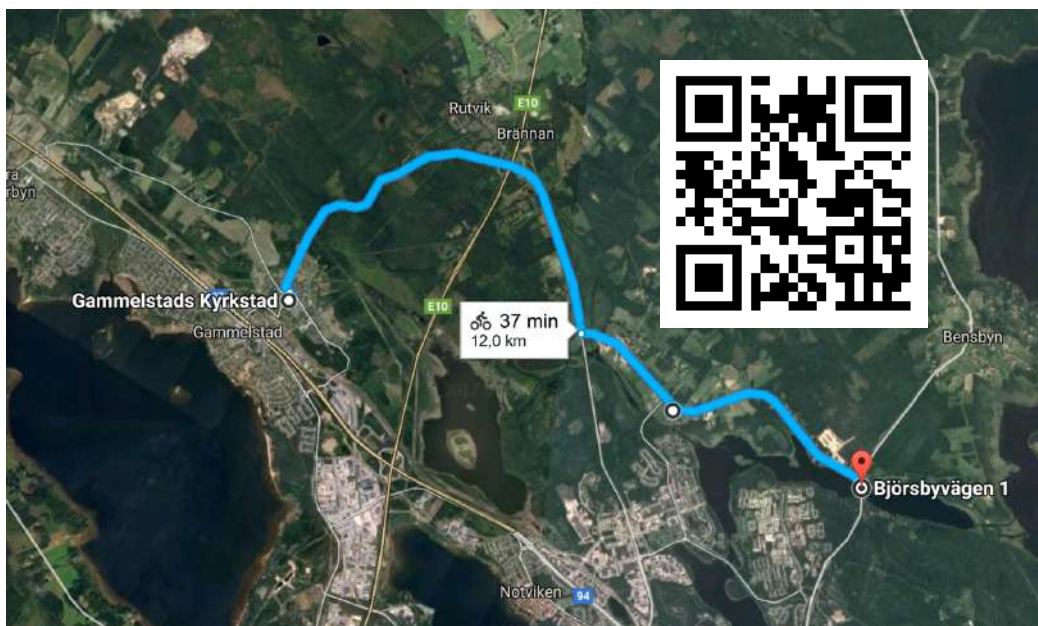 Rutvik
E10
Brännan
Gammelstads Kyrkstad
Gammelstad
E10
37 min
12,0 km
Bensbyn
Björsbyvägen 1
Notviken
94